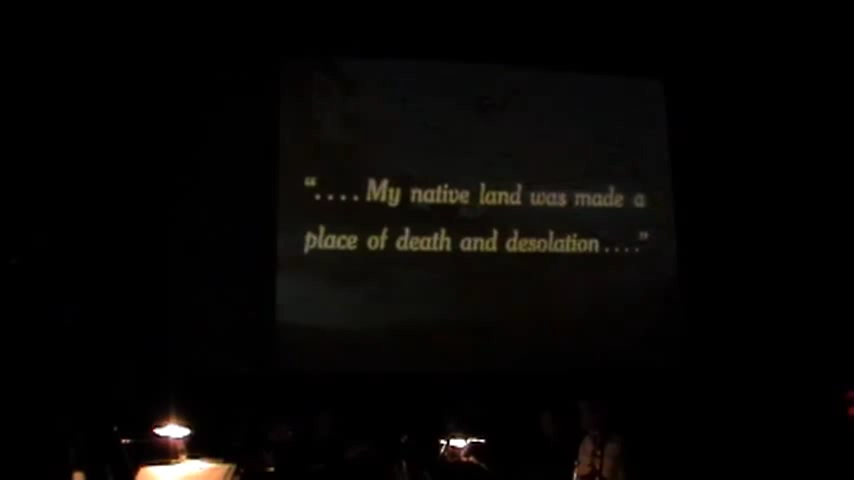 “....My native land was made a
place of death and desolation....”